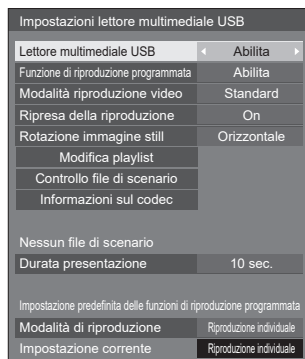 Impostazioni lettore multimediale USB
Lettore multimediale USB Abilita
Funzione di riproduzione programmata Abilita
Modalità riproduzione video Standard
Ripresa della riproduzione On
Rotazione immagine still Orizzontale
Modifica playlist
Controllo file di scenario
Informazioni sul codec
Nessun file di scenario
Durata presentazione 10 sec.
Impostazione predefinita delle funzioni di riproduzione programmata
Modalità di riproduzione Riproduzione individuale
Impostazione corrente Riproduzione individuale